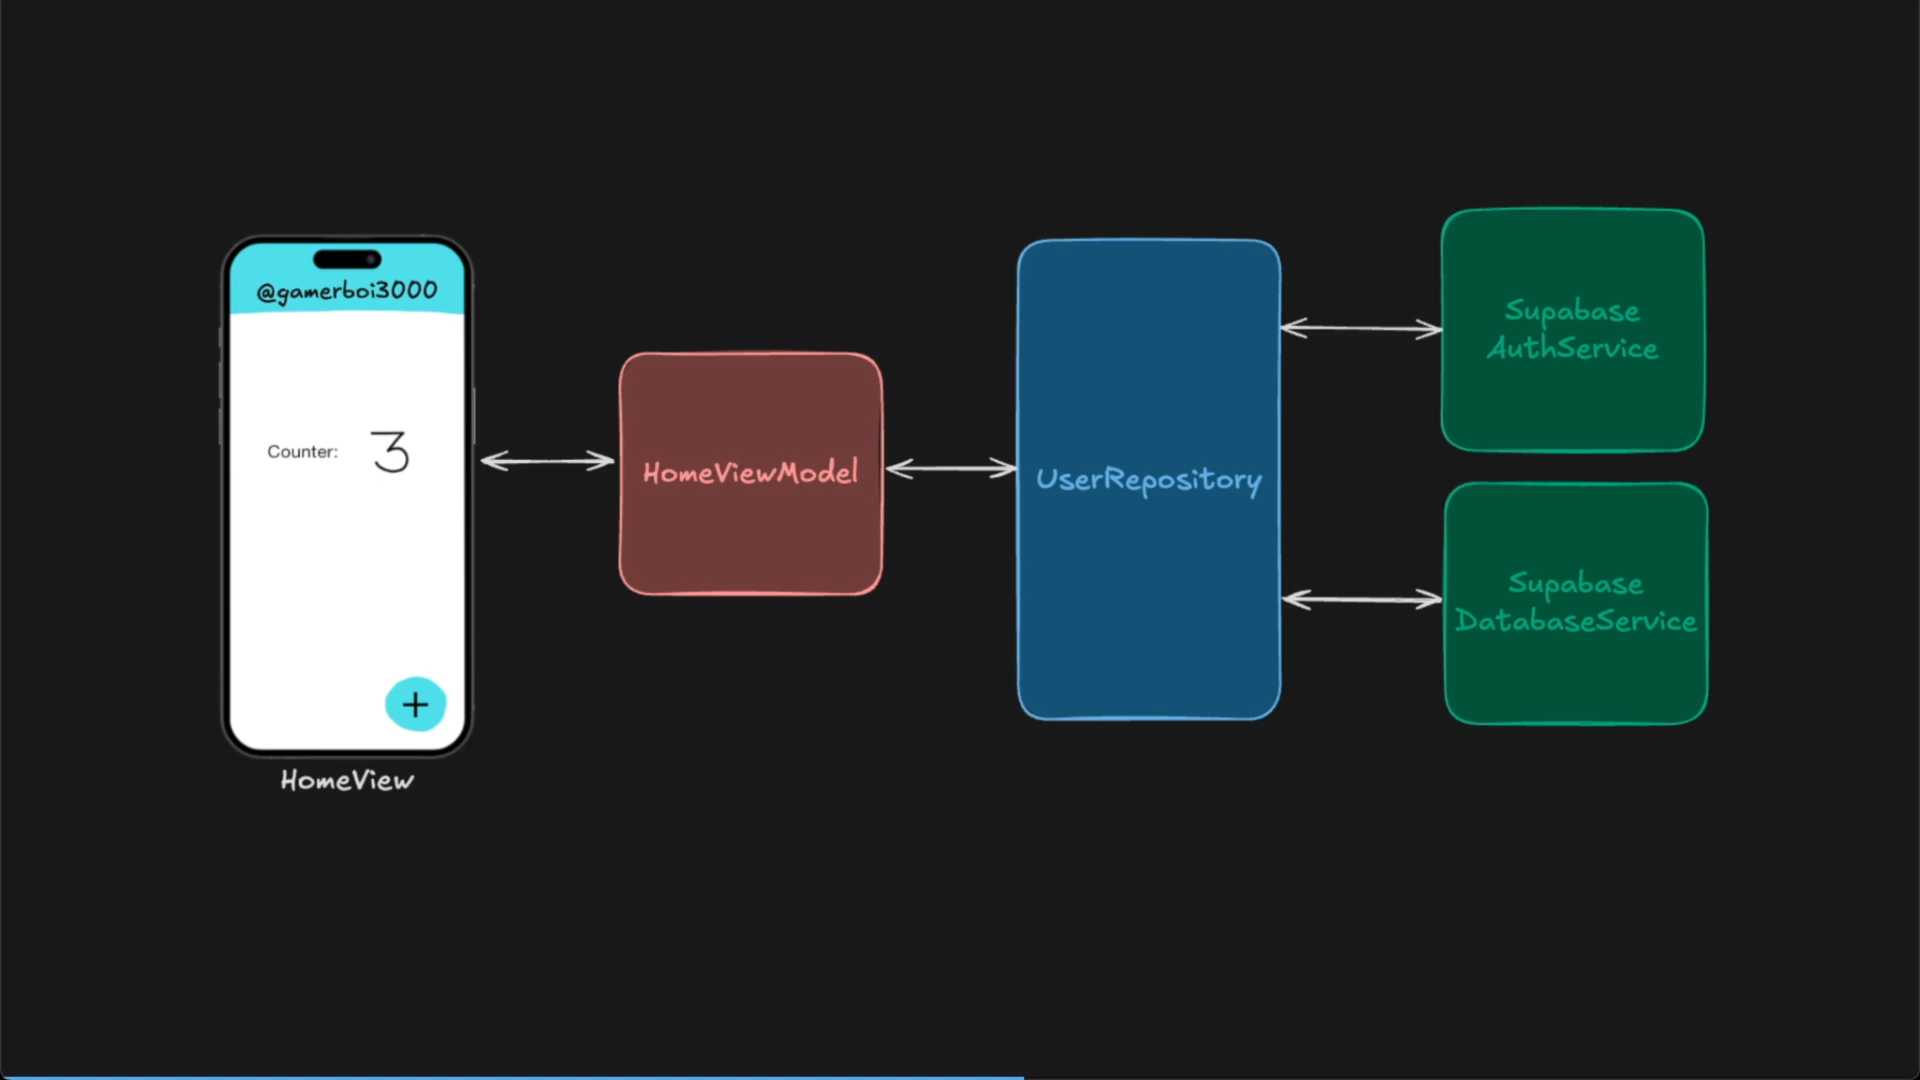 @gamerboi3000
Counter: 3
+
HomeView
HomeViewModel
UserRepository
Supabase
AuthService
Supabase
DatabaseService